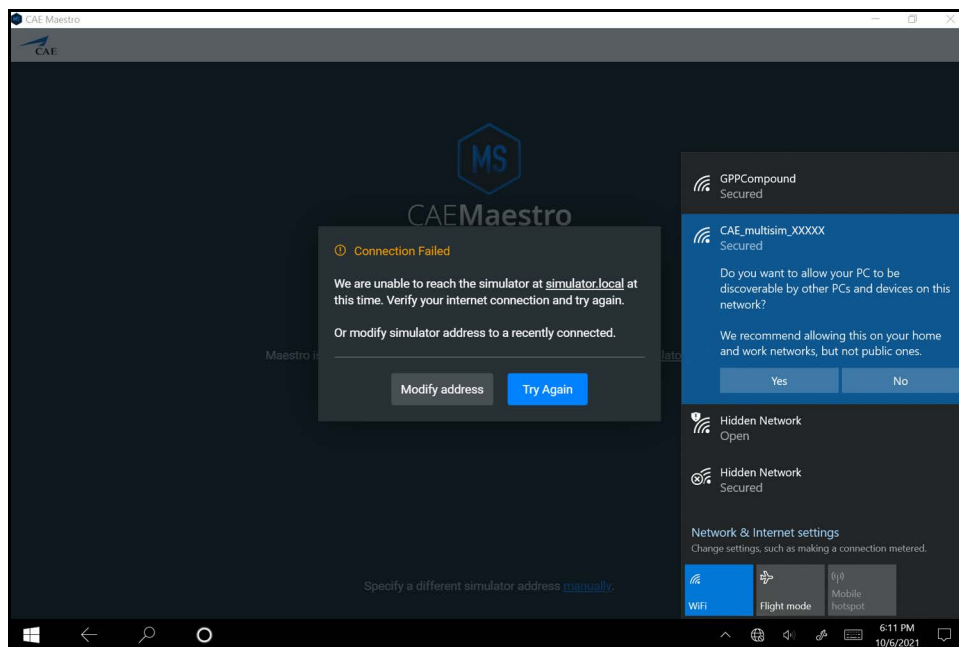 CAE Maestro
CAE
MS
CAEMaestro
Connection Failed
We are unable to reach the simulator at simulator.local at
this time. Verify your internet connection and try again.
Or modify simulator address to a recently connected.
Maestro
Modify address
Try Again
Specify a different simulator address manually.
GPPCompound
Secured
CAE_multisim_XXXXX
Secured
Do you want to allow your PC to be
discoverable by other PCs and devices on this
network?
We recommend allowing this on your home
and work networks, but not public ones.
Yes
No
Hidden Network
Open
Hidden Network
Secured
Network & Internet settings
Change settings, such as making a connection metered.
WiFi
Flight mode
Mobile
hotspot
6:11 PM
10/6/2021